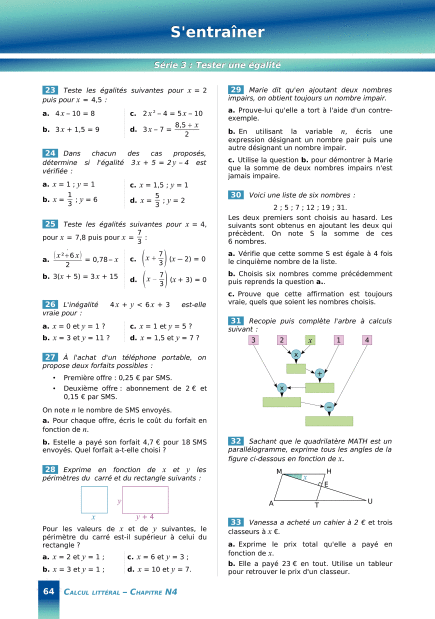 S'entraîner
Série 3 : Tester une égalité
23 Teste les égalités suivantes pour x = 2
puis pour x = 4,5 :
a. 4x – 10 = 8
c. 2x² – 4 = 5x – 10
b. 3x + 1,5 = 9
d. 3x – 7 = (8,5 + x)/2
24 Dans chacun des cas proposés,
détermine si l'égalité 3x + 5 = 2y – 4 est
vérifiée :
a. x = 1 ; y = 1
c. x = 1,5 ; y = 1
b. x = 1/3 ; y = 6
d. x = 5/3 ; y = 2
25 Teste les égalités suivantes pour x = 4,
pour x = 7,8 puis pour x = 7/3 :
a. (x²÷6x)/2 = 0,78 – x
c. (x + 7/3) (x – 2) = 0
b. 3(x + 5) = 3x + 15
d. (x – 7/3) (x + 3) = 0
26 L'inégalité 4x + y < 6x + 3 est-elle
vraie pour :
a. x = 0 et y = 1 ?
c. x = 1 et y = 5 ?
b. x = 3 et y = 11 ?
d. x = 1,5 et y = 7 ?
27 À l'achat d'un téléphone portable, on
propose deux forfaits possibles :
• Première offre : 0,25 € par SMS.
• Deuxième offre : abonnement de 2 € et
0,15 € par SMS.
On note n le nombre de SMS envoyés.
a. Pour chaque offre, écris le coût du forfait en
fonction de n.
b. Estelle a payé son forfait 4,7 € pour 18 SMS
envoyés. Quel forfait a-t-elle choisi ?
28 Exprime en fonction de x et y les
périmètres du carré et du rectangle suivants :
y
x
y + 4
Pour les valeurs de x et de y suivantes, le
périmètre du carré est-il supérieur à celui du
rectangle ?
a. x = 2 et y = 1 ;
c. x = 6 et y = 3 ;
b. x = 3 et y = 1 ;
d. x = 10 et y = 7.
29 Marie dit qu'en ajoutant deux nombres
impairs, on obtient toujours un nombre impair.
a. Prouve-lui qu'elle a tort à l'aide d'un contre-
exemple.
b. En utilisant la variable n, écris une
expression désignant un nombre pair puis une
autre désignant un nombre impair.
c. Utilise la question b. pour démontrer à Marie
que la somme de deux nombres impairs n'est
jamais impaire.
30 Voici une liste de six nombres :
2 ; 5 ; 7 ; 12 ; 19 ; 31.
Les deux premiers sont choisis au hasard. Les
suivants sont obtenus en ajoutant les deux qui
précèdent. On note S la somme de ces
6 nombres.
a. Vérifie que cette somme S est égale à 4 fois
le cinquième nombre de la liste.
b. Choisis six nombres comme précédemment
puis reprends la question a..
c. Prouve que cette affirmation est toujours
vraie, quels que soient les nombres choisis.
31 Recopie puis complète l'arbre à calculs
suivant :
3 2 x 1 4
x
+
x
–
32 Sachant que le quadrilatère MATH est un
parallélogramme, exprime tous les angles de la
figure ci-dessous en fonction de x.
M
H
x
E
A
T
U
33 Vanessa a acheté un cahier à 2 € et trois
classeurs à x €.
a. Exprime le prix total qu'elle a payé en
fonction de x.
b. Elle a payé 23 € en tout. Utilise un tableur
pour retrouver le prix d'un classeur.
64 CALCUL LITTÉRAL – CHAPITRE N4